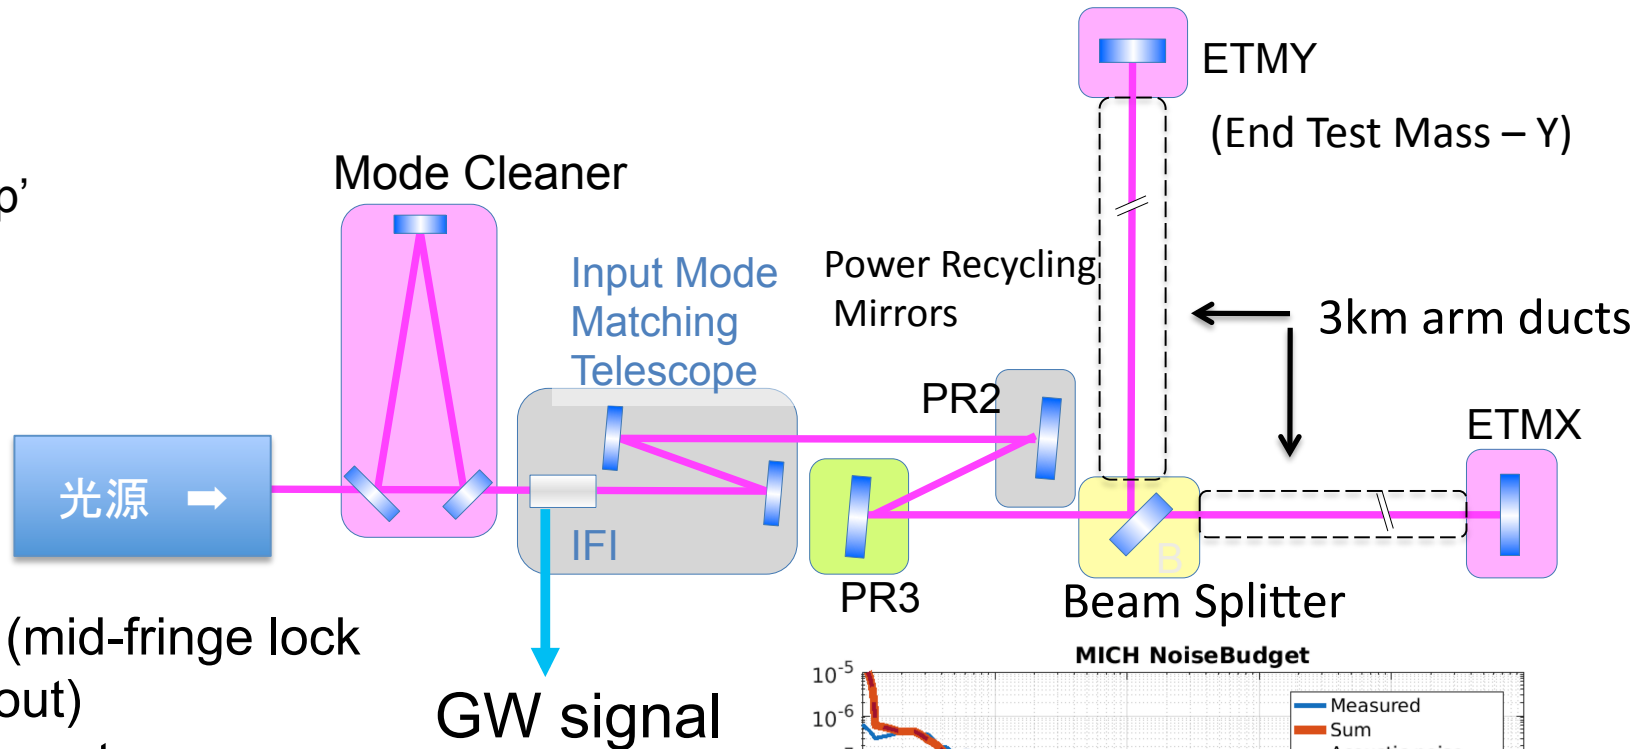 ETMY
(End Test Mass – Y)
Mode Cleaner
p’
Input Mode
Matching
Telescope
Power Recycling
Mirrors
3km arm ducts
PR2
ETMX
光源 ➡
IFI
B
PR3
Beam Splitter
(mid-fringe lock
out)
GW signal
MICH NoiseBudget
10-5
10-6
Measured
Sum